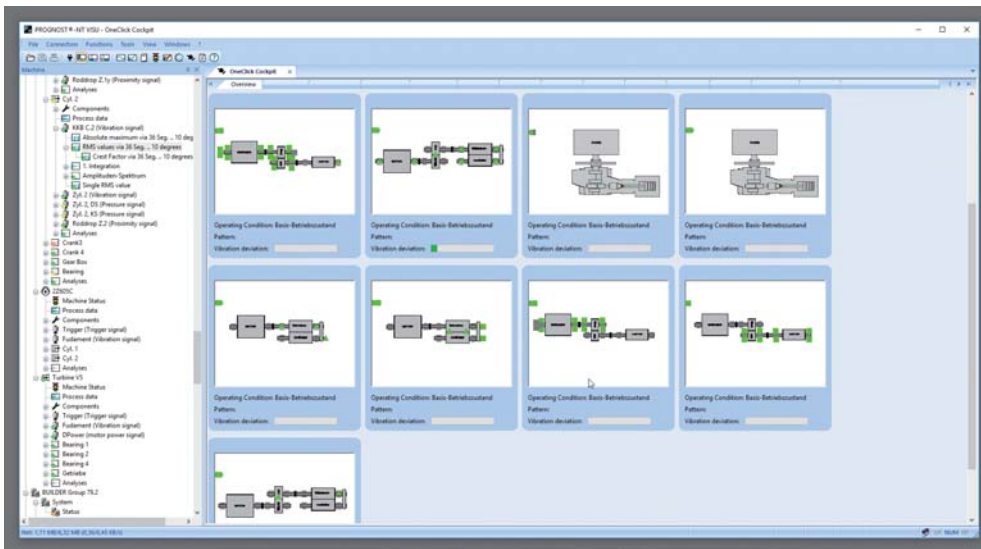 PROGNOST®-NT VISU - OneClick Cockpit
File Connection Functions Tools View Windows ?
Machine
OneClick Cockpit x
Overview
Roddrop Z.1y (Proximity signal)
Analyses
Cyl. 2
Components
Process data
KKB C.2 (Vibration signal)
Absolute maximum via 36 Seg. .. 10 deg
RMS values via 36 Seg. .. 10 degrees
Crest Factor via 36 Seg. .. 10 degrees
1. Integration
Amplituden-Spektrum
Single RMS value
Zyl. 2 (Vibration signal)
Zyl. 2, DS (Pressure signal)
Zyl. 2, KS (Pressure signal)
Roddrop Z.2 (Proximity signal)
Analyses
Crank3
Crank 4
Gear Box
Bearing
Analyses
Machine Status
Process data
Components
Trigger (Trigger signal)
Fudament (Vibration signal)
Cyl. 1
Cyl. 2
Analyses
Turbine V5
Machine Status
Process data
Components
Trigger (Trigger signal)
Fudament (Vibration signal)
DPower (motor power signal)
Bearing 1
Bearing 2
Bearing 4
Getriebe
Analyses
BUILDER Group 79.2
System
Status
Operating Condition: Basis-Betriebszustand
Pattern:
Vibration deviation:
Operating Condition: Basis-Betriebszustand
Pattern:
Vibration deviation:
Operating Condition: Basis-Betriebszustand
Pattern:
Vibration deviation:
Operating Condition: Basis-Betriebszustand
Pattern:
Vibration deviation:
Operating Condition: Basis-Betriebszustand
Pattern:
Vibration deviation:
Operating Condition: Basis-Betriebszustand
Pattern:
Vibration deviation:
Operating Condition: Basis-Betriebszustand
Pattern:
Vibration deviation:
Operating Condition: Basis-Betriebszustand
Pattern:
Vibration deviation:
NUM